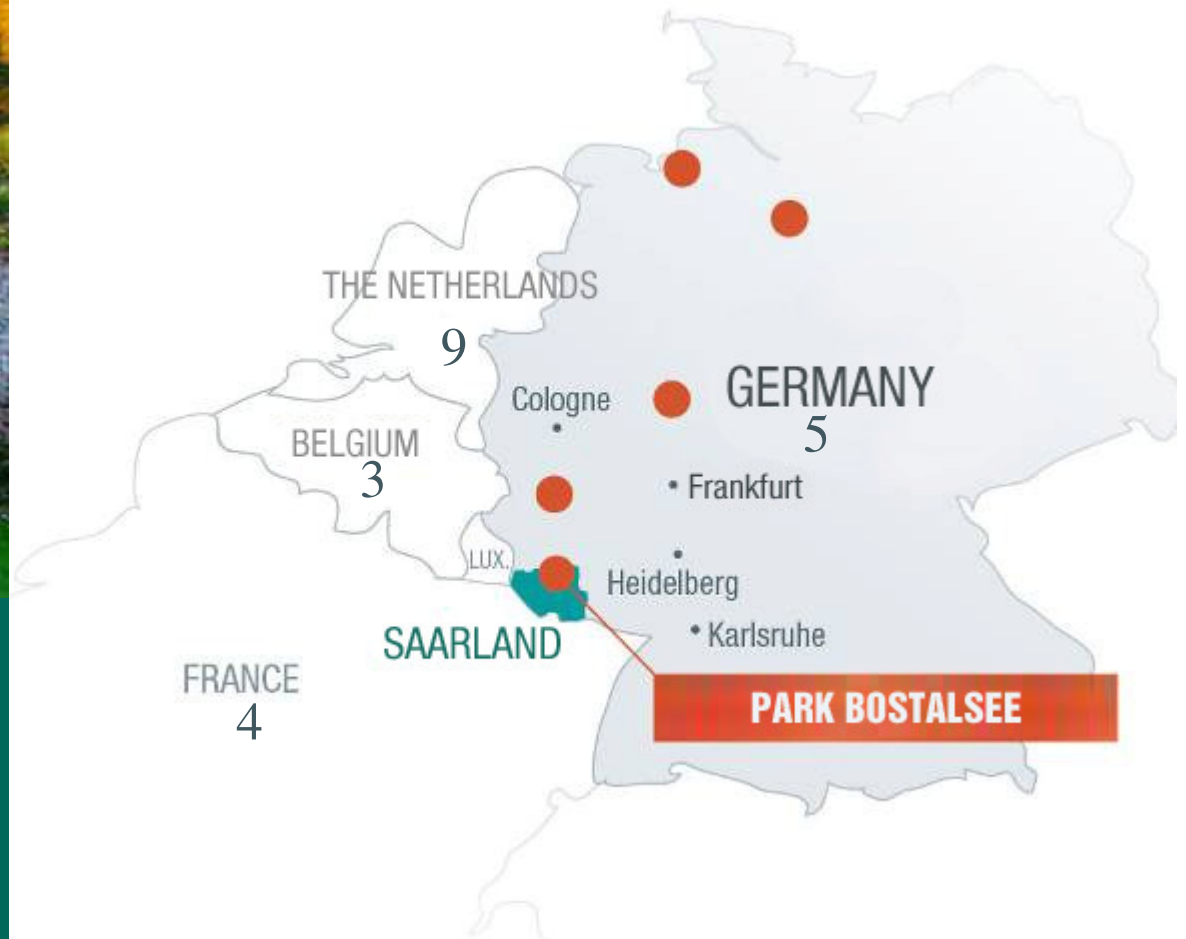 THE NETHERLANDS
9
Cologne
GERMANY
5
BELGIUM
3
Frankfurt
LUX.
Heidelberg
SAARLAND
Karlsruhe
FRANCE
4
PARK BOSTALSEE